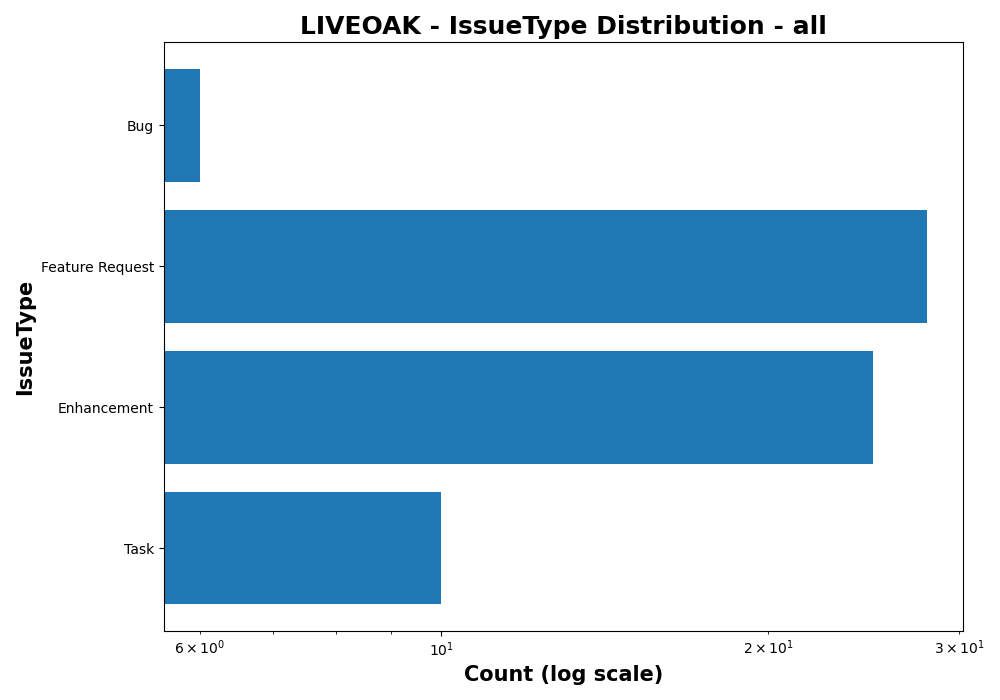 LIVEOAK - IssueType Distribution - all
IssueType
Bug
Feature Request
Enhancement
Task
6 × 10⁰
10¹
2 × 10¹
3 × 10¹
Count (log scale)